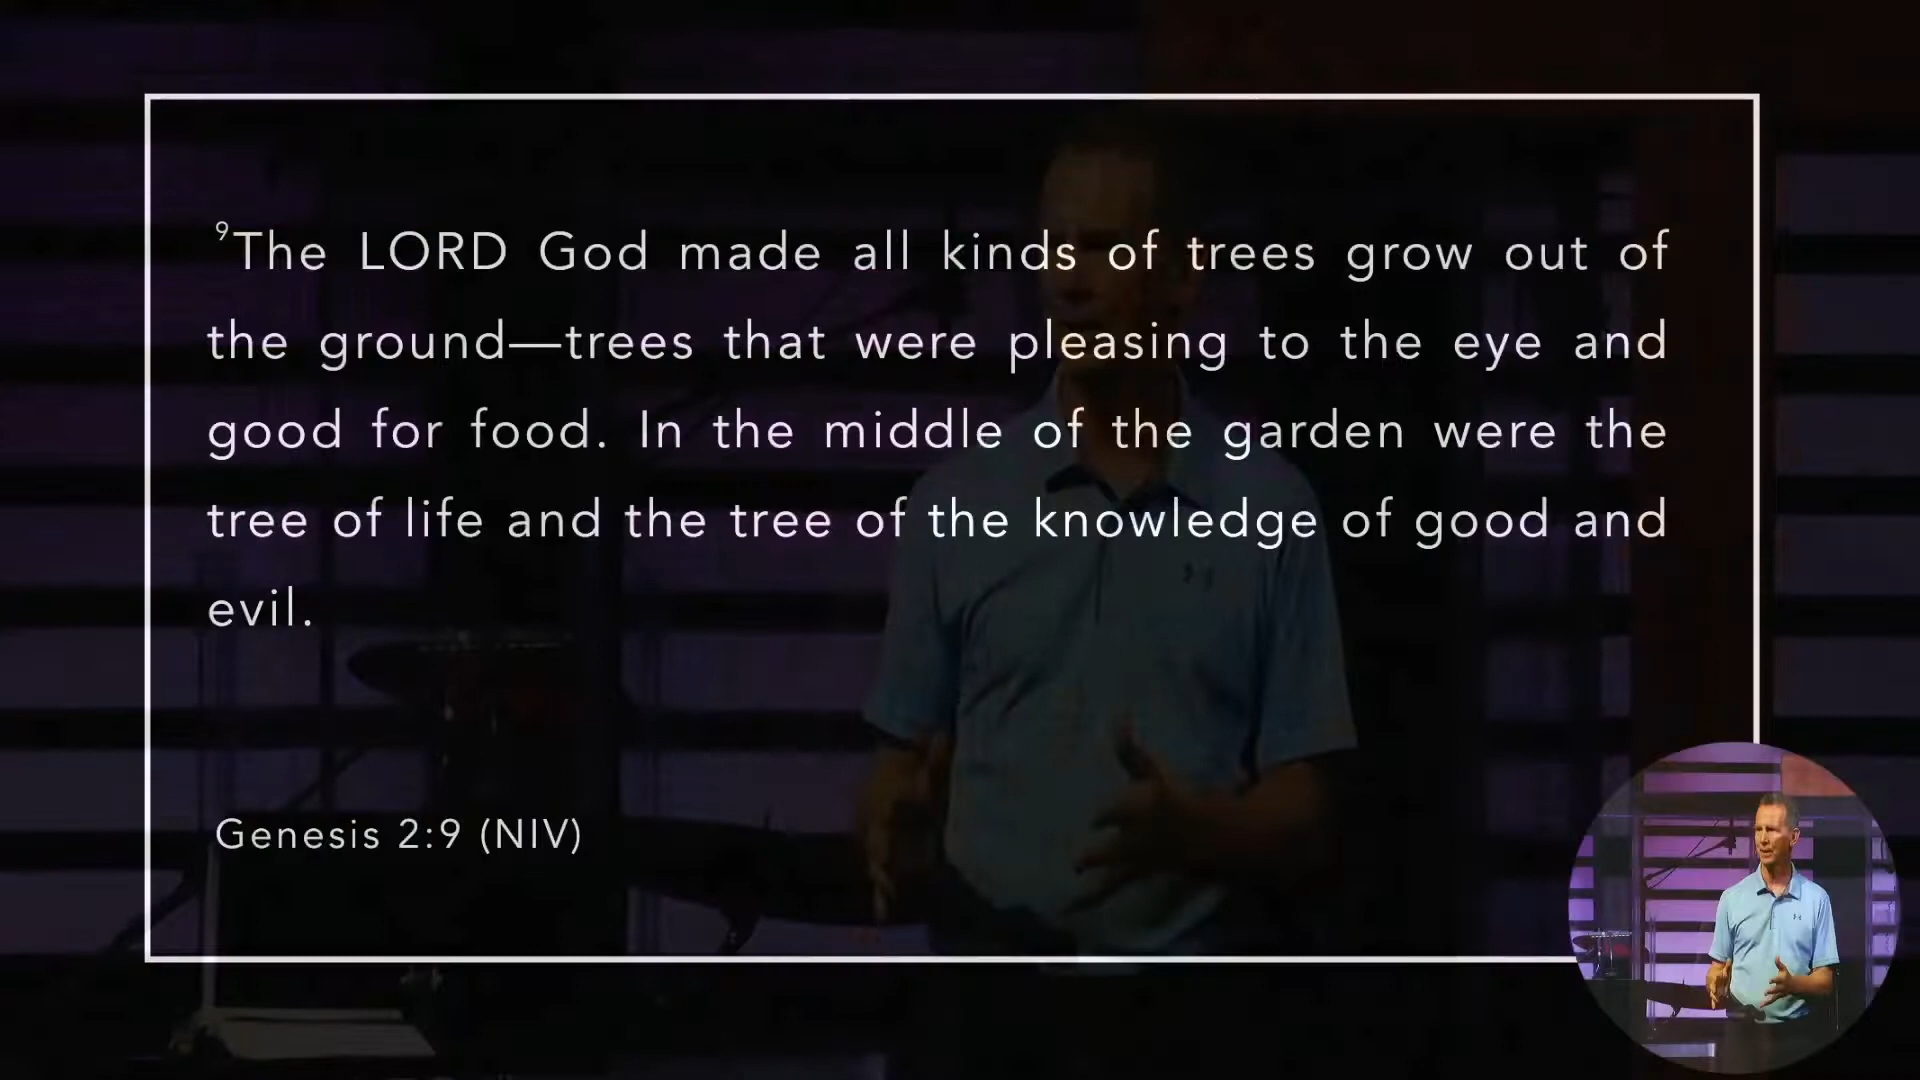 ⁹The LORD God made all kinds of trees grow out of
the ground—trees that were pleasing to the eye and
good for food. In the middle of the garden were the
tree of life and the tree of the knowledge of good and
evil.
Genesis 2:9 (NIV)